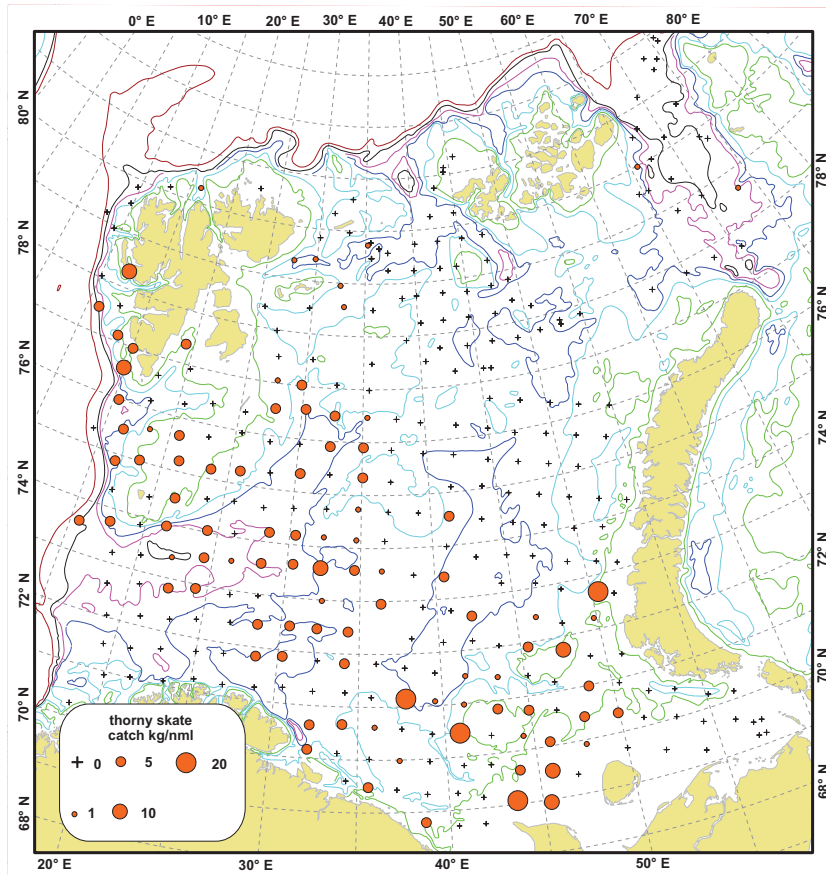 0° E 10° E 20° E 30° E 40° E 50° E 60° E 70° E 80° E
80° N
78° N
76° N
74° N
72° N
70° N
68° N
78° N
76° N
74° N
72° N
70° N
68° N
thorny skate
catch kg/nml
0 5 20
1 10
20° E 30° E 40° E 50° E